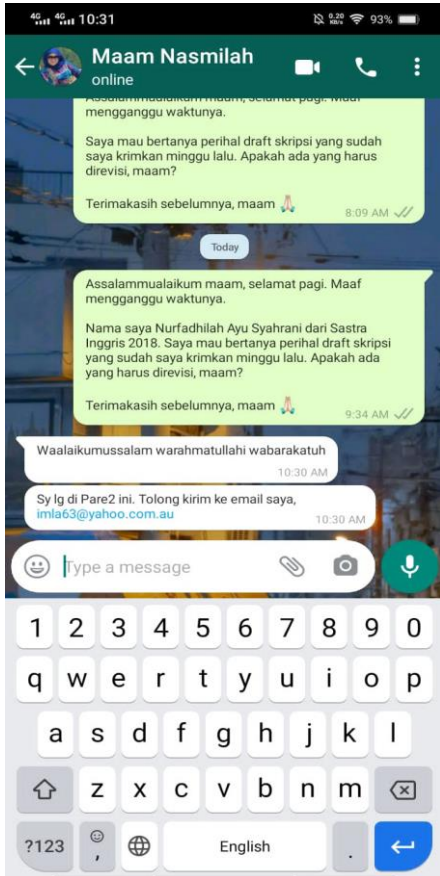 4G 4G 10:31 0.20 KB/s 93%
Maam Nasmilah
online
Assalammualaikum maam, selamat pagi. Maaf
mengganggu waktunya.
Saya mau bertanya perihal draft skripsi yang sudah
saya krimkan minggu lalu. Apakah ada yang harus
direvisi, maam?
Terimakasih sebelumnya, maam 🙏🏻
8:09 AM
Today
Assalammualaikum maam, selamat pagi. Maaf
mengganggu waktunya.
Nama saya Nurfadhilah Ayu Syahrani dari Sastra
Inggris 2018. Saya mau bertanya perihal draft skripsi
yang sudah saya krimkan minggu lalu. Apakah ada
yang harus direvisi, maam?
Terimakasih sebelumnya, maam 🙏🏻
9:34 AM
Waalaikumussalam warahmatullahi wabarakatuh
10:30 AM
Sy lg di Pare2 ini. Tolong kirim ke email saya,
imla63@yahoo.com.au
10:30 AM
Type a message
1 2 3 4 5 6 7 8 9 0
q w e r t y u i o p
a s d f g h j k l
z x c v b n m
?123 , English .